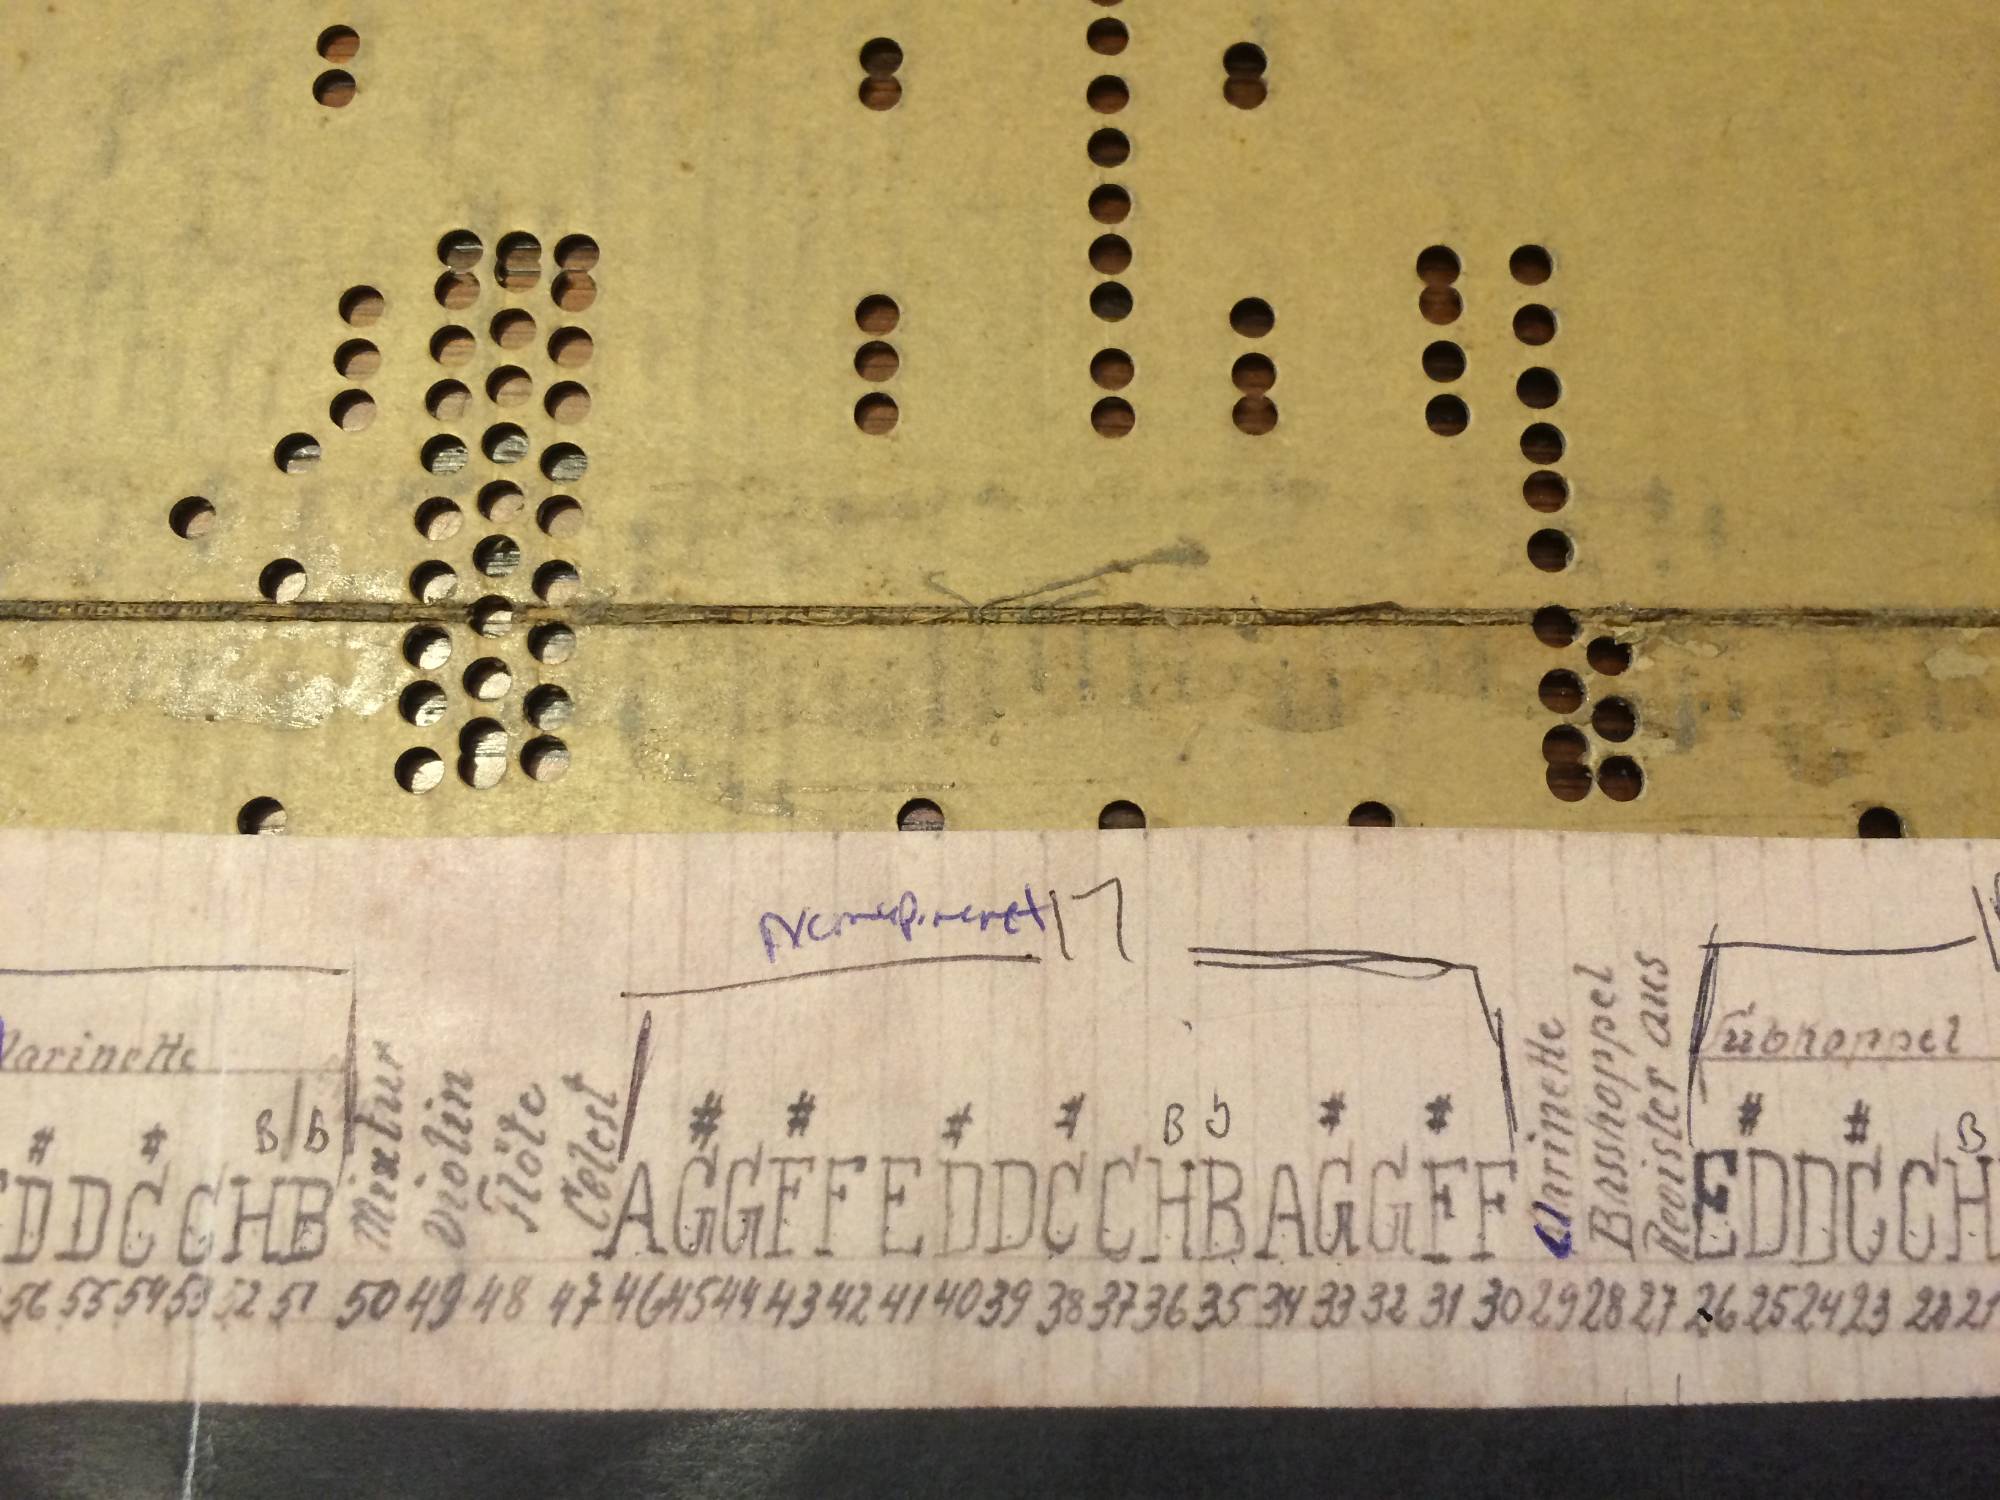 17
Clarinette
Subkoppel
Mixtur
Violin
Flöte
Celest
Clarinette
Basskoppel
Register aus
# # B B # # # # B b # # # # B
D D C C H B A G G F F E D D C C H B A G G F F E D D C C H
56 55 54 53 52 51 50 49 48 47 46 45 44 43 42 41 40 39 38 37 36 35 34 33 32 31 30 29 28 27 26 25 24 23 22 21